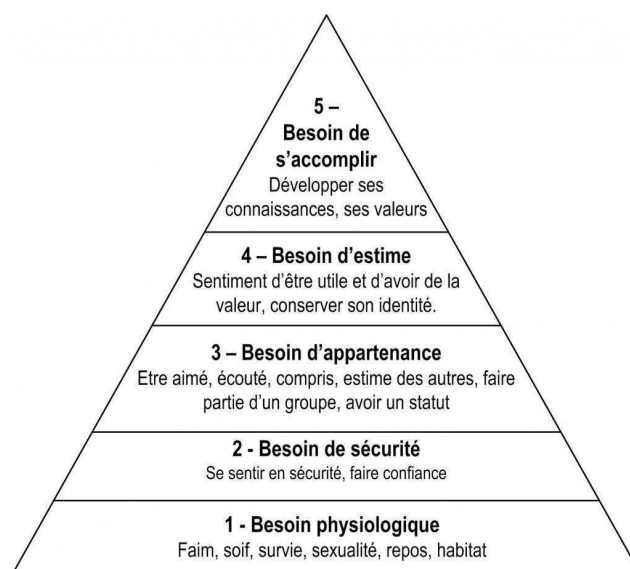 5 –
Besoin de
s’accomplir
Développer ses
connaissances, ses valeurs
4 – Besoin d’estime
Sentiment d’être utile et d’avoir de la
valeur, conserver son identité.
3 – Besoin d’appartenance
Etre aimé, écouté, compris, estime des autres, faire
partie d’un groupe, avoir un statut
2 - Besoin de sécurité
Se sentir en sécurité, faire confiance
1 - Besoin physiologique
Faim, soif, survie, sexualité, repos, habitat